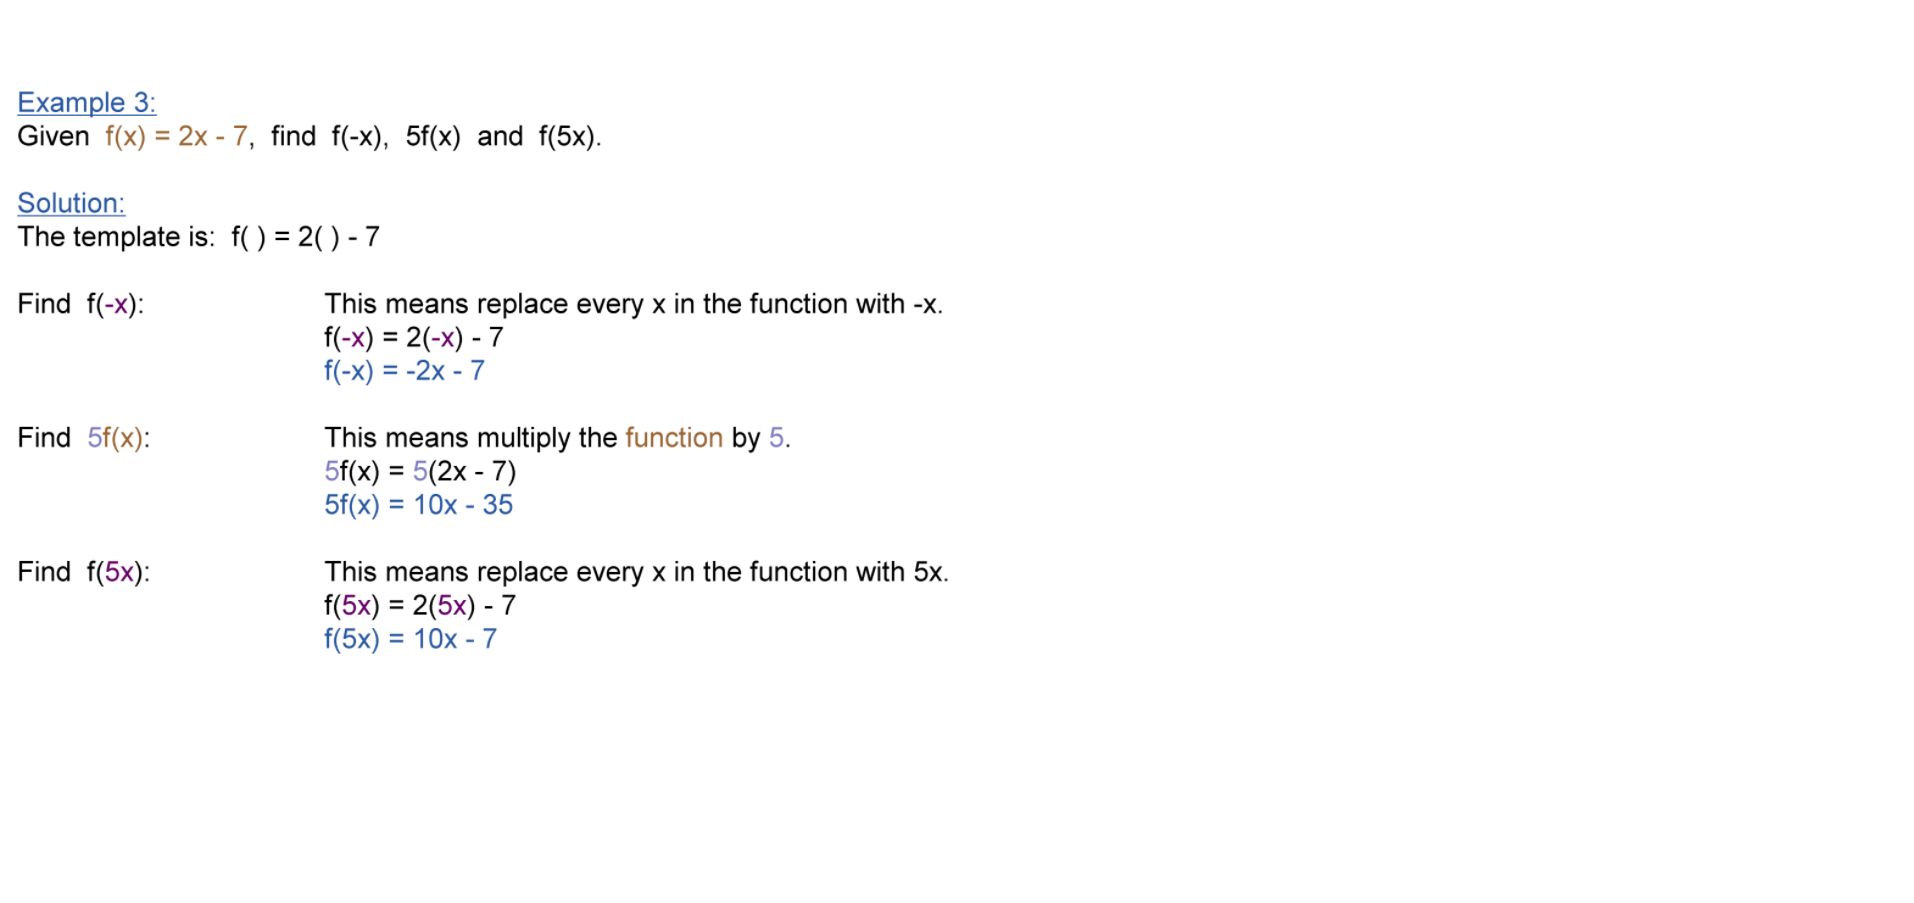 Example 3:
Given f(x) = 2x - 7, find f(-x), 5f(x) and f(5x).
Solution:
The template is: f( ) = 2( ) - 7
Find f(-x): This means replace every x in the function with -x.
f(-x) = 2(-x) - 7
f(-x) = -2x - 7
Find 5f(x): This means multiply the function by 5.
5f(x) = 5(2x - 7)
5f(x) = 10x - 35
Find f(5x): This means replace every x in the function with 5x.
f(5x) = 2(5x) - 7
f(5x) = 10x - 7